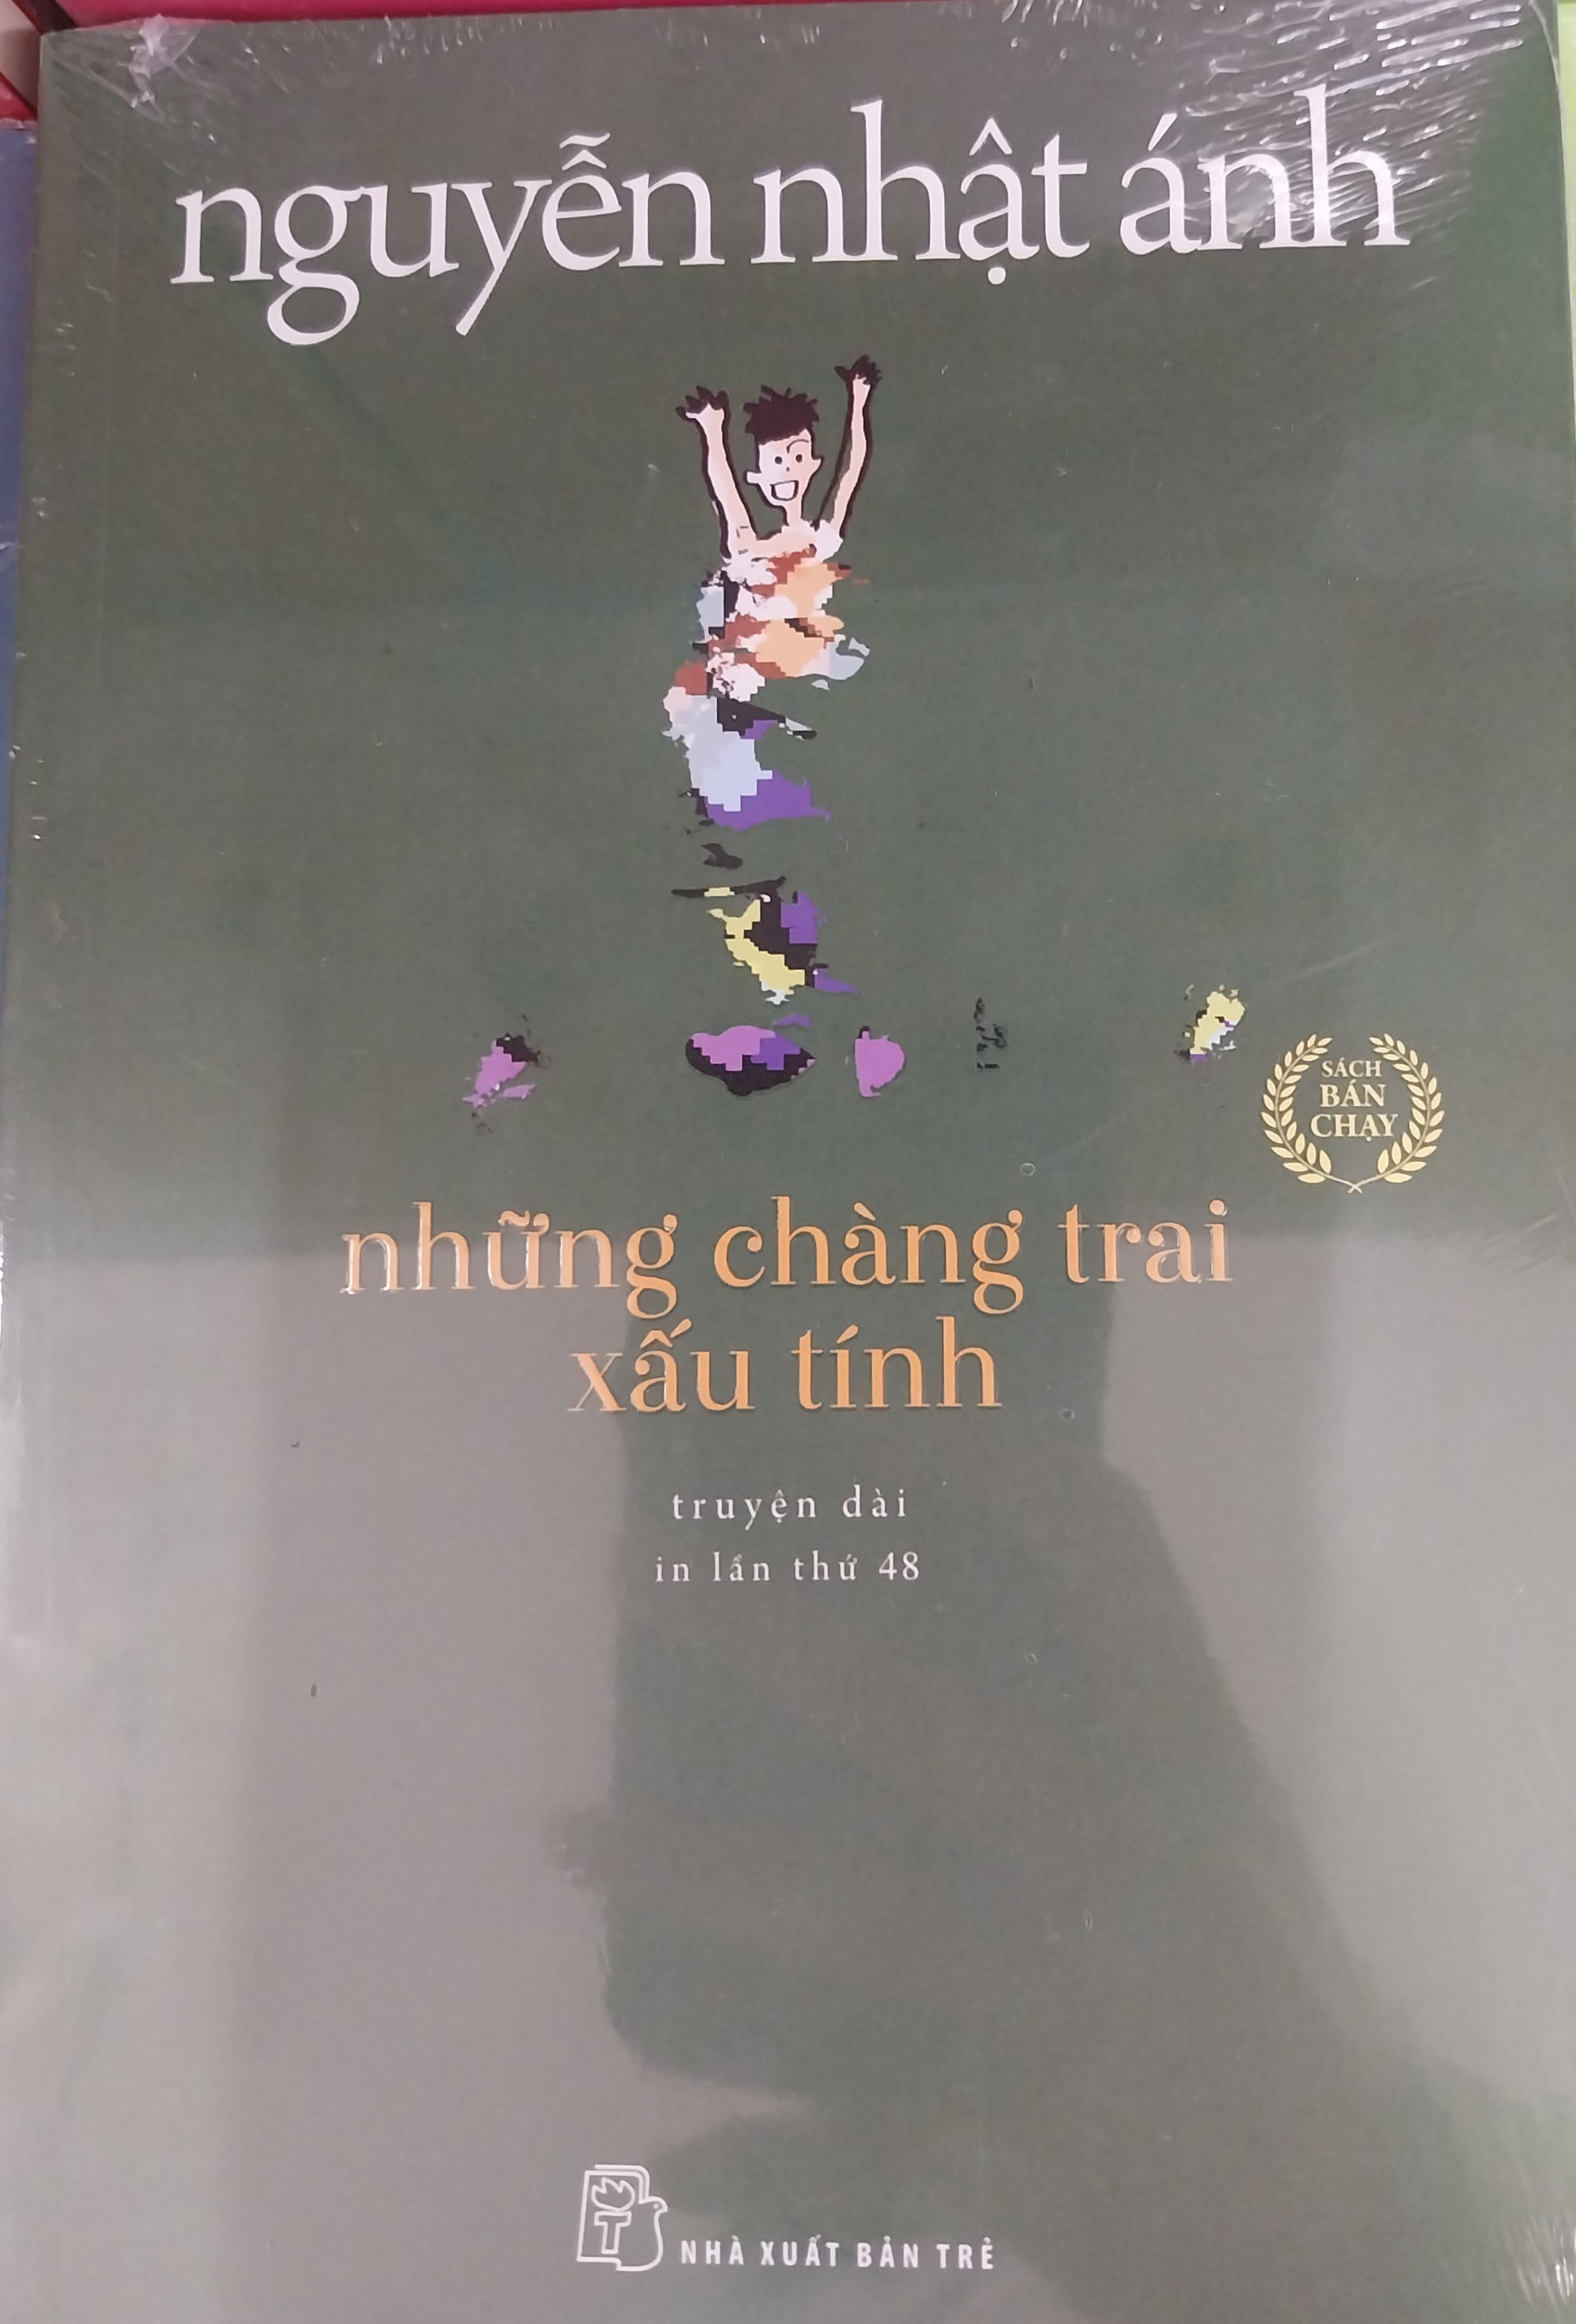 nguyễn nhật ánh
SÁCH
BÁN
CHẠY
những chàng trai
xấu tính
truyện dài
in lần thứ 48
T
NHÀ XUẤT BẢN TRẺ